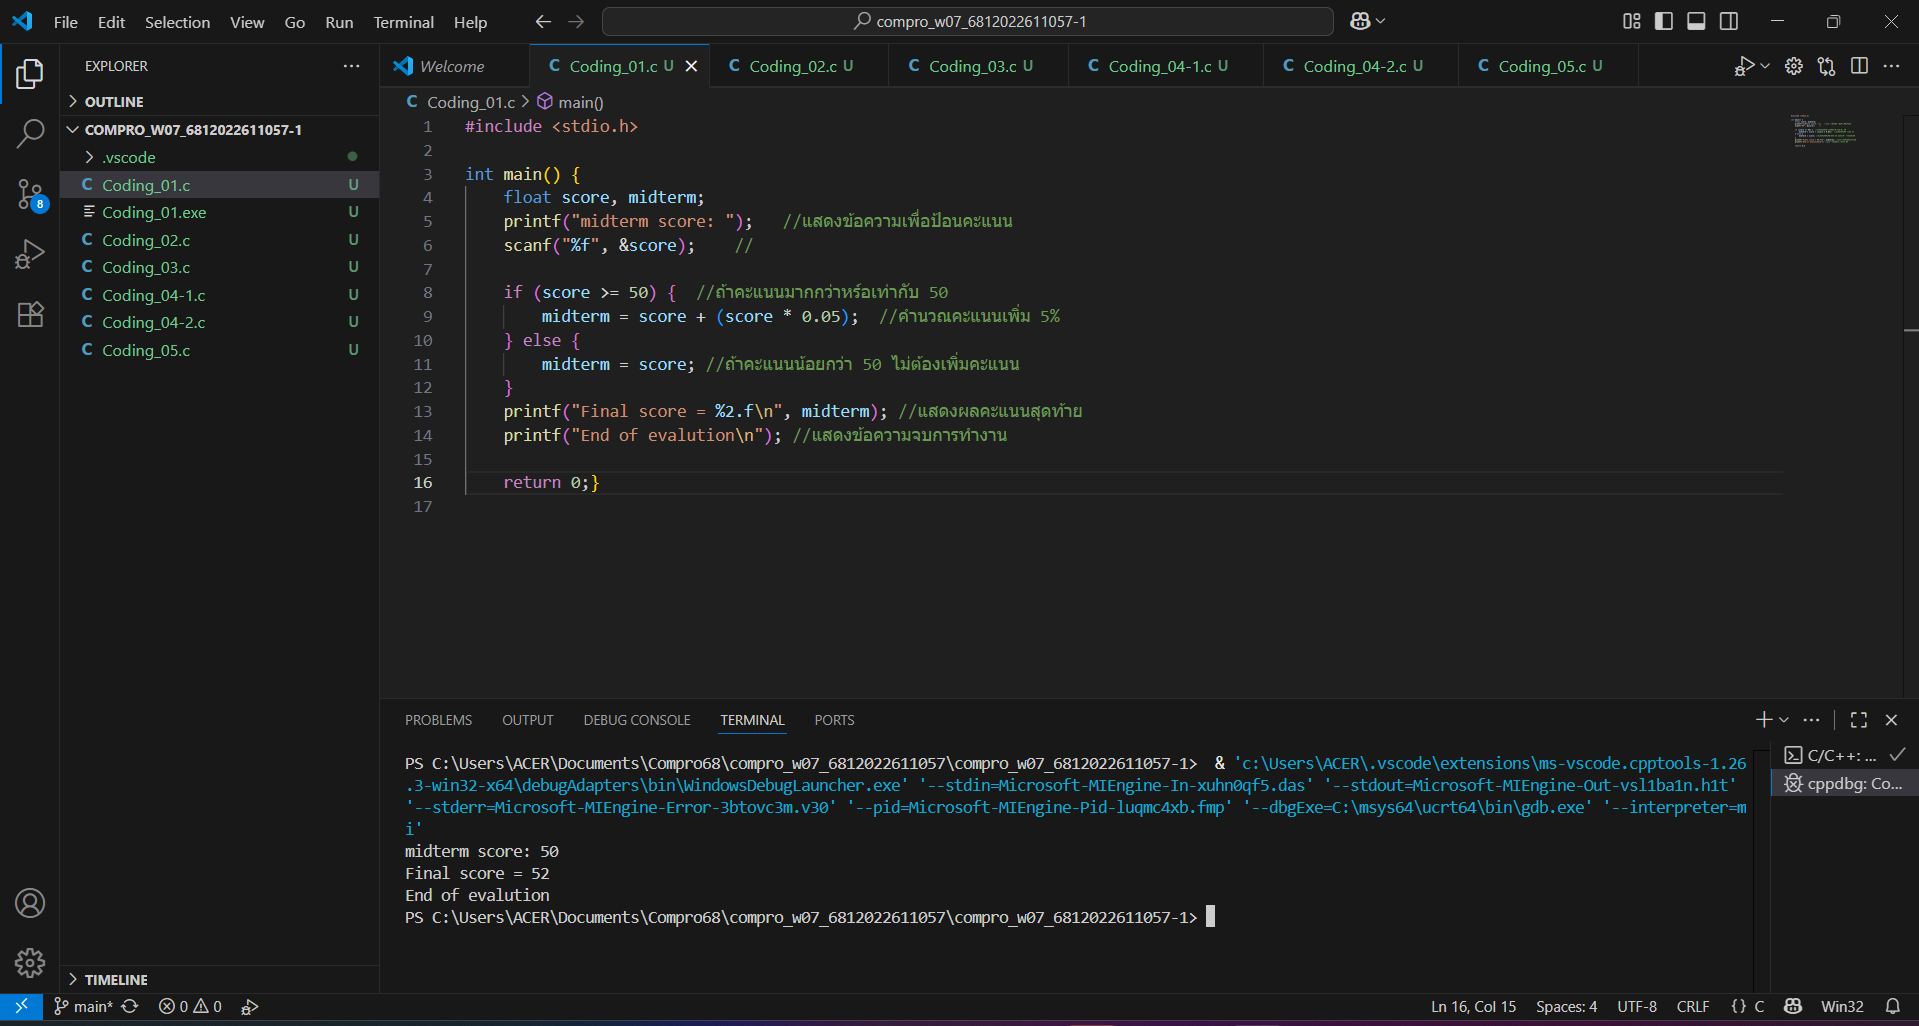 File Edit Selection View Go Run Terminal Help
compro_w07_6812022611057-1
EXPLORER
OUTLINE
COMPRO_W07_6812022611057-1
.vscode
C Coding_01.c U
Coding_01.exe U
C Coding_02.c U
C Coding_03.c U
C Coding_04-1.c U
C Coding_04-2.c U
C Coding_05.c U
TIMELINE
8
Welcome C Coding_01.c U C Coding_02.c U C Coding_03.c U C Coding_04-1.c U C Coding_04-2.c U C Coding_05.c U
C Coding_01.c > main()
1 #include <stdio.h>
2
3 int main() {
4 float score, midterm;
5 printf("midterm score: "); //แสดงข้อความเพื่อป้อนคะแนน
6 scanf("%f", &score); //
7
8 if (score >= 50) { //ถ้าคะแนนมากกว่าหรือเท่ากับ 50
9 midterm = score + (score * 0.05); //คำนวณคะแนนเพิ่ม 5%
10 } else {
11 midterm = score; //ถ้าคะแนนน้อยกว่า 50 ไม่ต้องเพิ่มคะแนน
12 }
13 printf("Final score = %2.f\n", midterm); //แสดงผลคะแนนสุดท้าย
14 printf("End of evalution\n"); //แสดงข้อความจบการทำงาน
15
16 return 0;}
17
PROBLEMS OUTPUT DEBUG CONSOLE TERMINAL PORTS
PS C:\Users\ACER\Documents\Compro68\compro_w07_6812022611057\compro_w07_6812022611057-1> & 'c:\Users\ACER\.vscode\extensions\ms-vscode.cpptools-1.26
.3-win32-x64\debugAdapters\bin\WindowsDebugLauncher.exe' '--stdin=Microsoft-MIEngine-In-xuhn0qf5.das' '--stdout=Microsoft-MIEngine-Out-vsl1ba1n.h1t'
'--stderr=Microsoft-MIEngine-Error-3btovc3m.v30' '--pid=Microsoft-MIEngine-Pid-luqmc4xb.fmp' '--dbgExe=C:\msys64\ucrt64\bin\gdb.exe' '--interpreter=m
i'
midterm score: 50
Final score = 52
End of evalution
PS C:\Users\ACER\Documents\Compro68\compro_w07_6812022611057\compro_w07_6812022611057-1>
C/C++: ...
cppdbg: Co...
main* 0 0
Ln 16, Col 15 Spaces: 4 UTF-8 CRLF {} C Win32